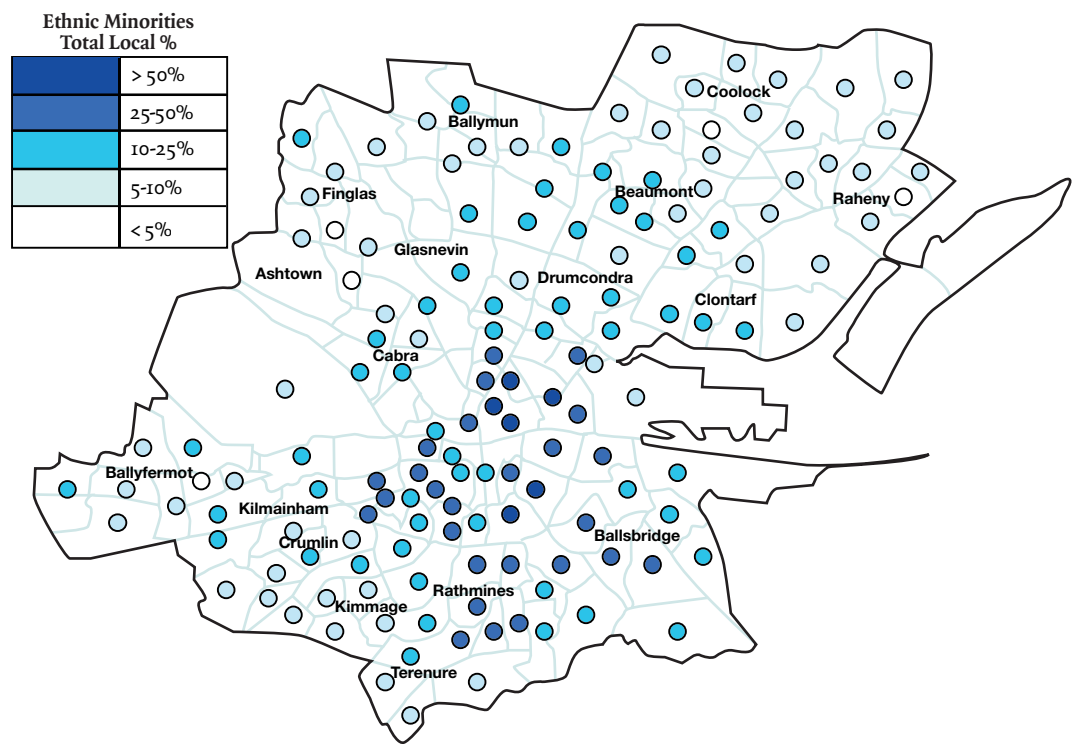 Ethnic Minorities
Total Local %
> 50%
25-50%
10-25%
5-10%
< 5%
Coolock
Ballymun
Beaumont
Finglas
Raheny
Glasnevin
Ashtown
Drumcondra
Clontarf
Cabra
Ballyfermot
Kilmainham
Ballsbridge
Crumlin
Rathmines
Kimmage
Terenure